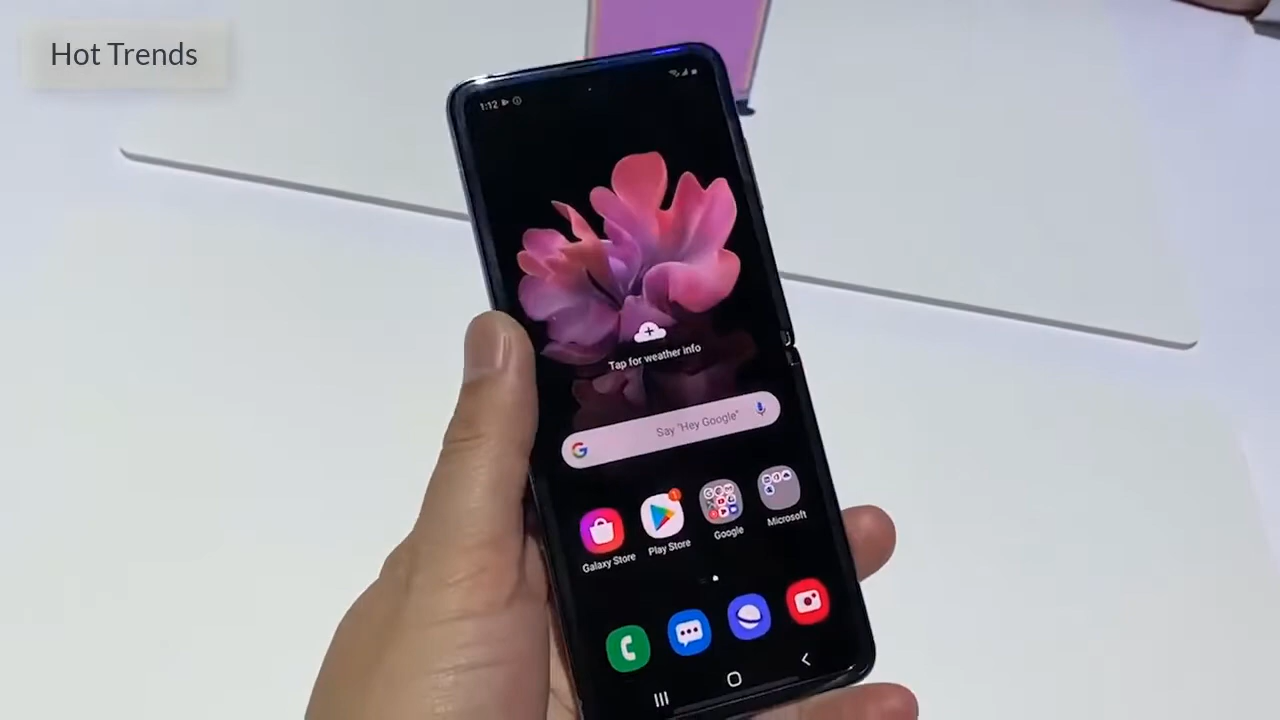 Hot Trends
1:12
Tap for weather info
Say "Hey Google"
Galaxy Store
Play Store
Google
Microsoft